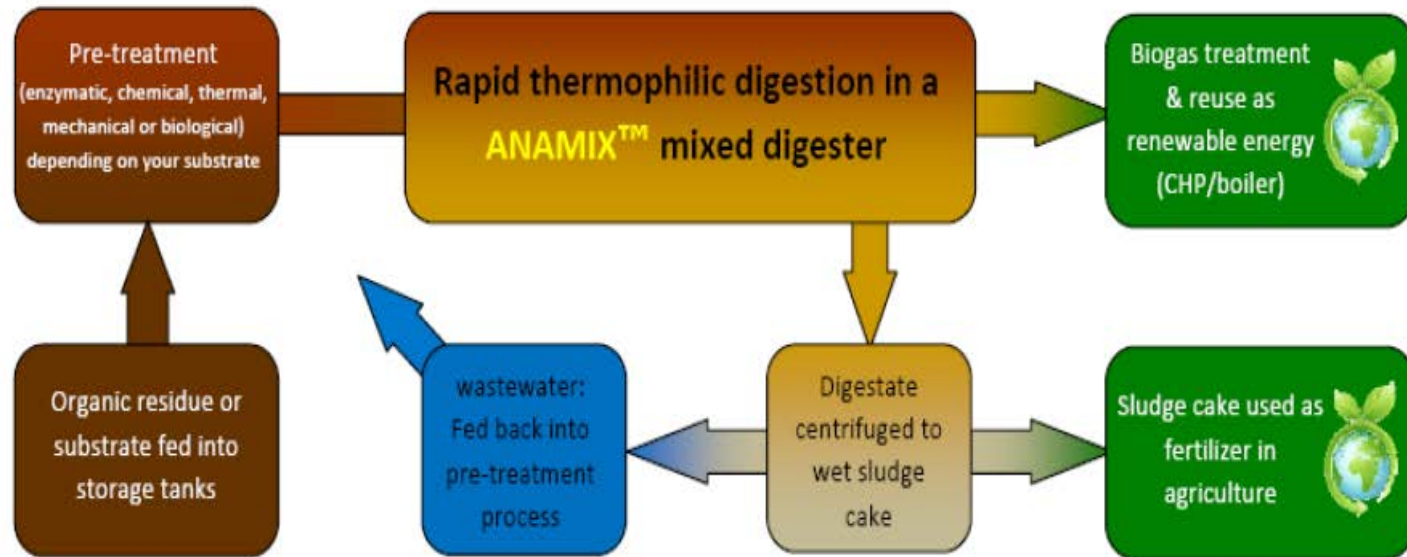 Pre-treatment
(enzymatic, chemical, thermal,
mechanical or biological)
depending on your substrate
Rapid thermophilic digestion in a
ANAMIX™ mixed digester
Biogas treatment
& reuse as
renewable energy
(CHP/boiler)
Organic residue or
substrate fed into
storage tanks
wastewater:
Fed back into
pre-treatment
process
Digestate
centrifuged to
wet sludge
cake
Sludge cake used as
fertilizer in
agriculture